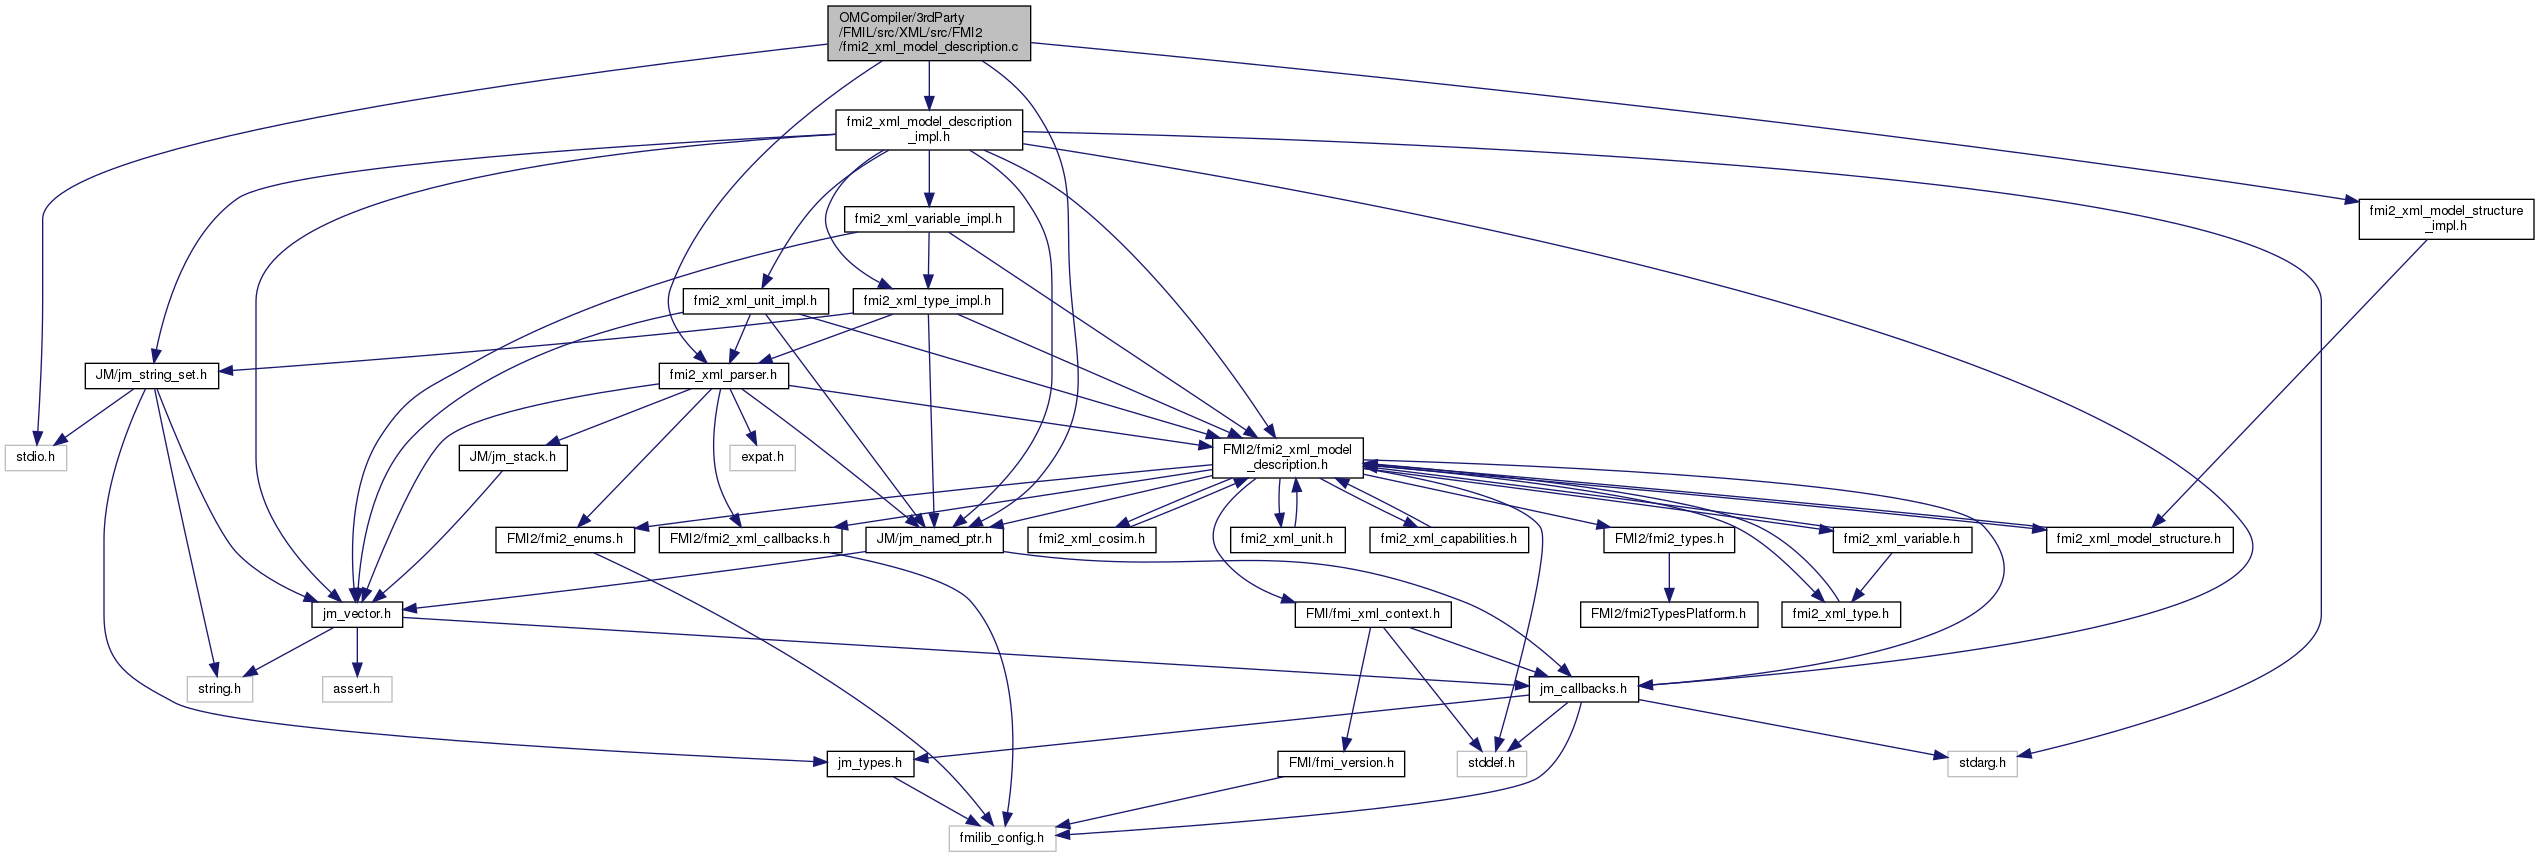 OMCompiler/3rdParty
/FMIL/src/XML/src/FMI2
/fmi2_xml_model_description.c
fmi2_xml_model_description
_impl.h
fmi2_xml_model_structure
_impl.h
fmi2_xml_variable_impl.h
fmi2_xml_unit_impl.h
fmi2_xml_type_impl.h
JM/jm_string_set.h
fmi2_xml_parser.h
stdio.h
JM/jm_stack.h
expat.h
FMI2/fmi2_xml_model
_description.h
FMI2/fmi2_enums.h
FMI2/fmi2_xml_callbacks.h
JM/jm_named_ptr.h
fmi2_xml_cosim.h
fmi2_xml_unit.h
fmi2_xml_capabilities.h
FMI2/fmi2_types.h
fmi2_xml_variable.h
fmi2_xml_model_structure.h
jm_vector.h
FMI/fmi_xml_context.h
FMI2/fmi2TypesPlatform.h
fmi2_xml_type.h
string.h
assert.h
jm_callbacks.h
jm_types.h
FMI/fmi_version.h
stddef.h
stdarg.h
fmilib_config.h